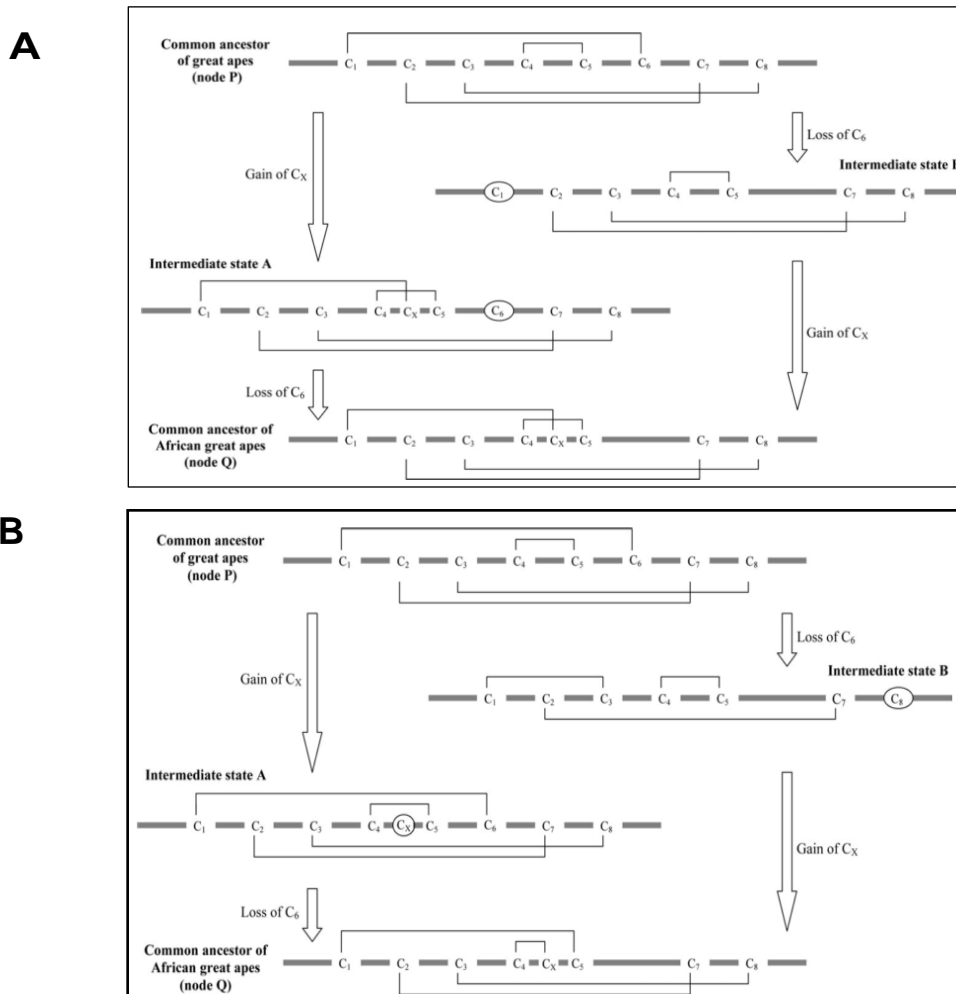 A
Common ancestor
of great apes
(node P)
C₁ C₂ C₃ C₄ C₅ C₆ C₇ C₈
Loss of C₆
Gain of Cₓ
Intermediate state
C₁ C₂ C₃ C₄ C₅ C₇ C₈
Intermediate state A
C₁ C₂ C₃ C₄ Cₓ C₅ C₆ C₇ C₈
Gain of Cₓ
Loss of C₆
Common ancestor of
African great apes
(node Q)
C₁ C₂ C₃ C₄ Cₓ C₅ C₇ C₈
B
Common ancestor
of great apes
(node P)
C₁ C₂ C₃ C₄ C₅ C₆ C₇ C₈
Loss of C₆
Gain of Cₓ
Intermediate state B
C₁ C₂ C₃ C₄ C₅ C₇ C₈
Intermediate state A
C₁ C₂ C₃ C₄ Cₓ C₅ C₆ C₇ C₈
Gain of Cₓ
Loss of C₆
Common ancestor of
African great apes
(node Q)
C₁ C₂ C₃ C₄ Cₓ C₅ C₇ C₈